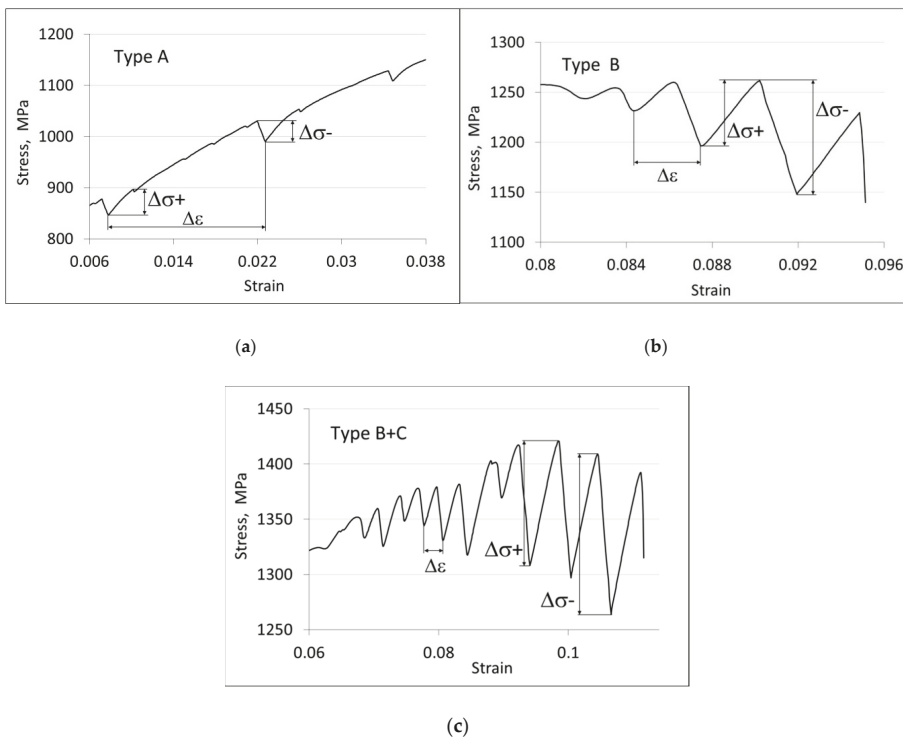 Type A
Stress, MPa
1200
1100
1000
900
800
Δσ+
Δε
Δσ-
0.006 0.014 0.022 0.03 0.038
Strain
(a)
Type B
Stress, MPa
1300
1250
1200
1150
1100
Δε
Δσ+
Δσ-
0.08 0.084 0.088 0.092 0.096
Strain
(b)
Type B+C
Stress, MPa
1450
1400
1350
1300
1250
Δε
Δσ+
Δσ-
0.06 0.08 0.1
Strain
(c)